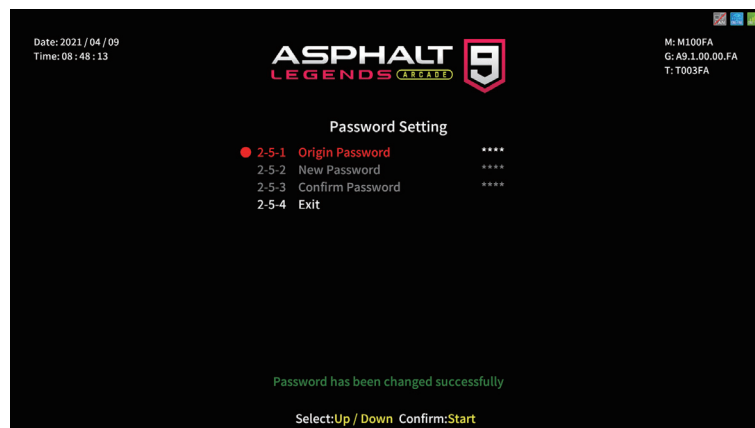 Date: 2021 / 04 / 09
Time: 08 : 48 : 13
ASPHALT 9
LEGENDS ARCADE
M: M100FA
G: A9.1.00.00.FA
T: T003FA
Password Setting
2-5-1 Origin Password ****
2-5-2 New Password ****
2-5-3 Confirm Password ****
2-5-4 Exit
Password has been changed successfully
Select:Up / Down Confirm:Start